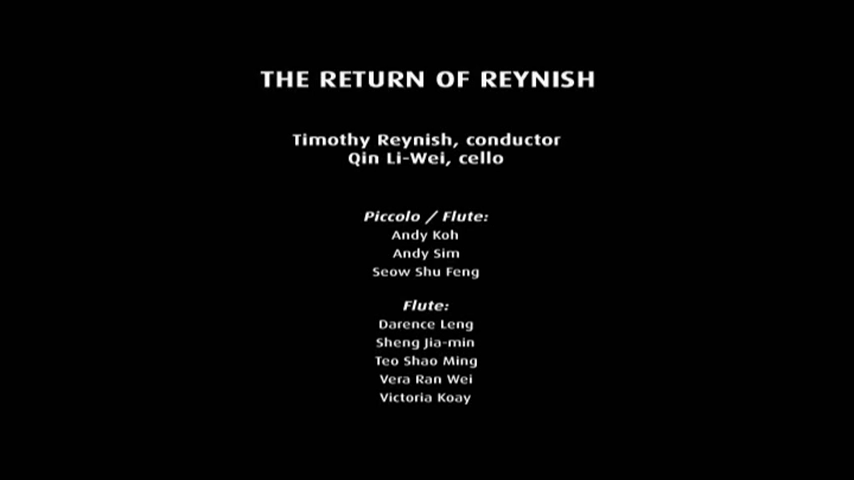 THE RETURN OF REYNISH
Timothy Reynish, conductor
Qin Li-Wei, cello
Piccolo / Flute:
Andy Koh
Andy Sim
Seow Shu Feng
Flute:
Darence Leng
Sheng Jia-min
Teo Shao Ming
Vera Ran Wei
Victoria Koay